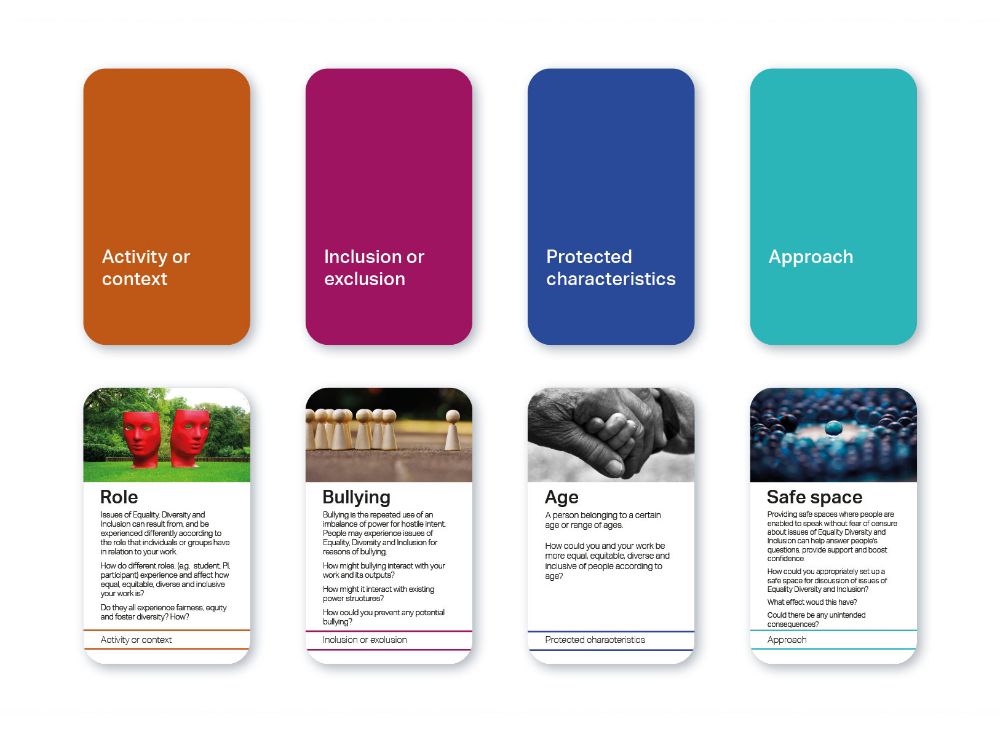 Activity or
context
Inclusion or
exclusion
Protected
characteristics
Approach
Role
Issues of Equality, Diversity and
Inclusion can result from, and be
experienced differently according to
the role that individuals or groups have
in relation to your work.
How do different roles, (e.g. student, PI,
participant) experience and affect how
equal, equitable, diverse and inclusive
your work is?
Do they all experience fairness, equity
and foster diversity? How?
Activity or context
Bullying
Bullying is the repeated use of an
imbalance of power for hostile intent.
People may experience issues of
Equality, Diversity and Inclusion for
reasons of bullying.
How might bullying interact with your
work and its outputs?
How might it interact with existing
power structures?
How could you prevent any potential
bullying?
Inclusion or exclusion
Age
A person belonging to a certain
age or range of ages.
How could you and your work be
more equal, equitable, diverse and
inclusive of people according to
age?
Protected characteristics
Safe space
Providing safe spaces where people are
enabled to speak without fear of censure
about issues of Equality Diversity and
Inclusion can help answer people's
questions, provide support and boost
confidence.
How could you appropriately set up a
safe space for discussion of issues of
Equality Diversity and Inclusion?
What effect woud this have?
Could there be any unintended
consequences?
Approach